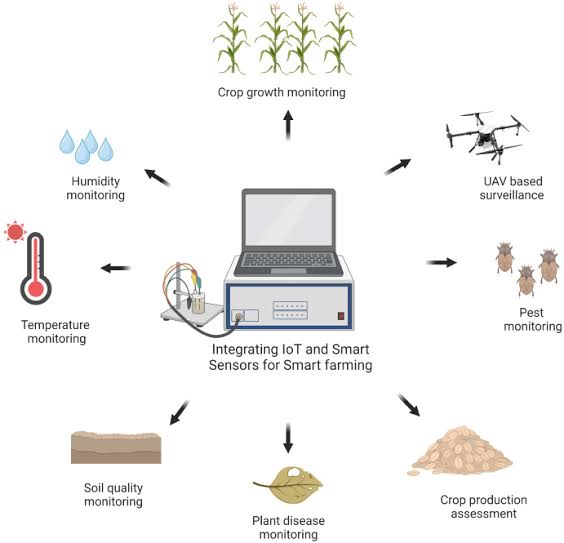 Crop growth monitoring
Humidity
monitoring
UAV based
surveillance
Temperature
monitoring
Pest
monitoring
Integrating IoT and Smart
Sensors for Smart farming
Soil quality
monitoring
Plant disease
monitoring
Crop production
assessment